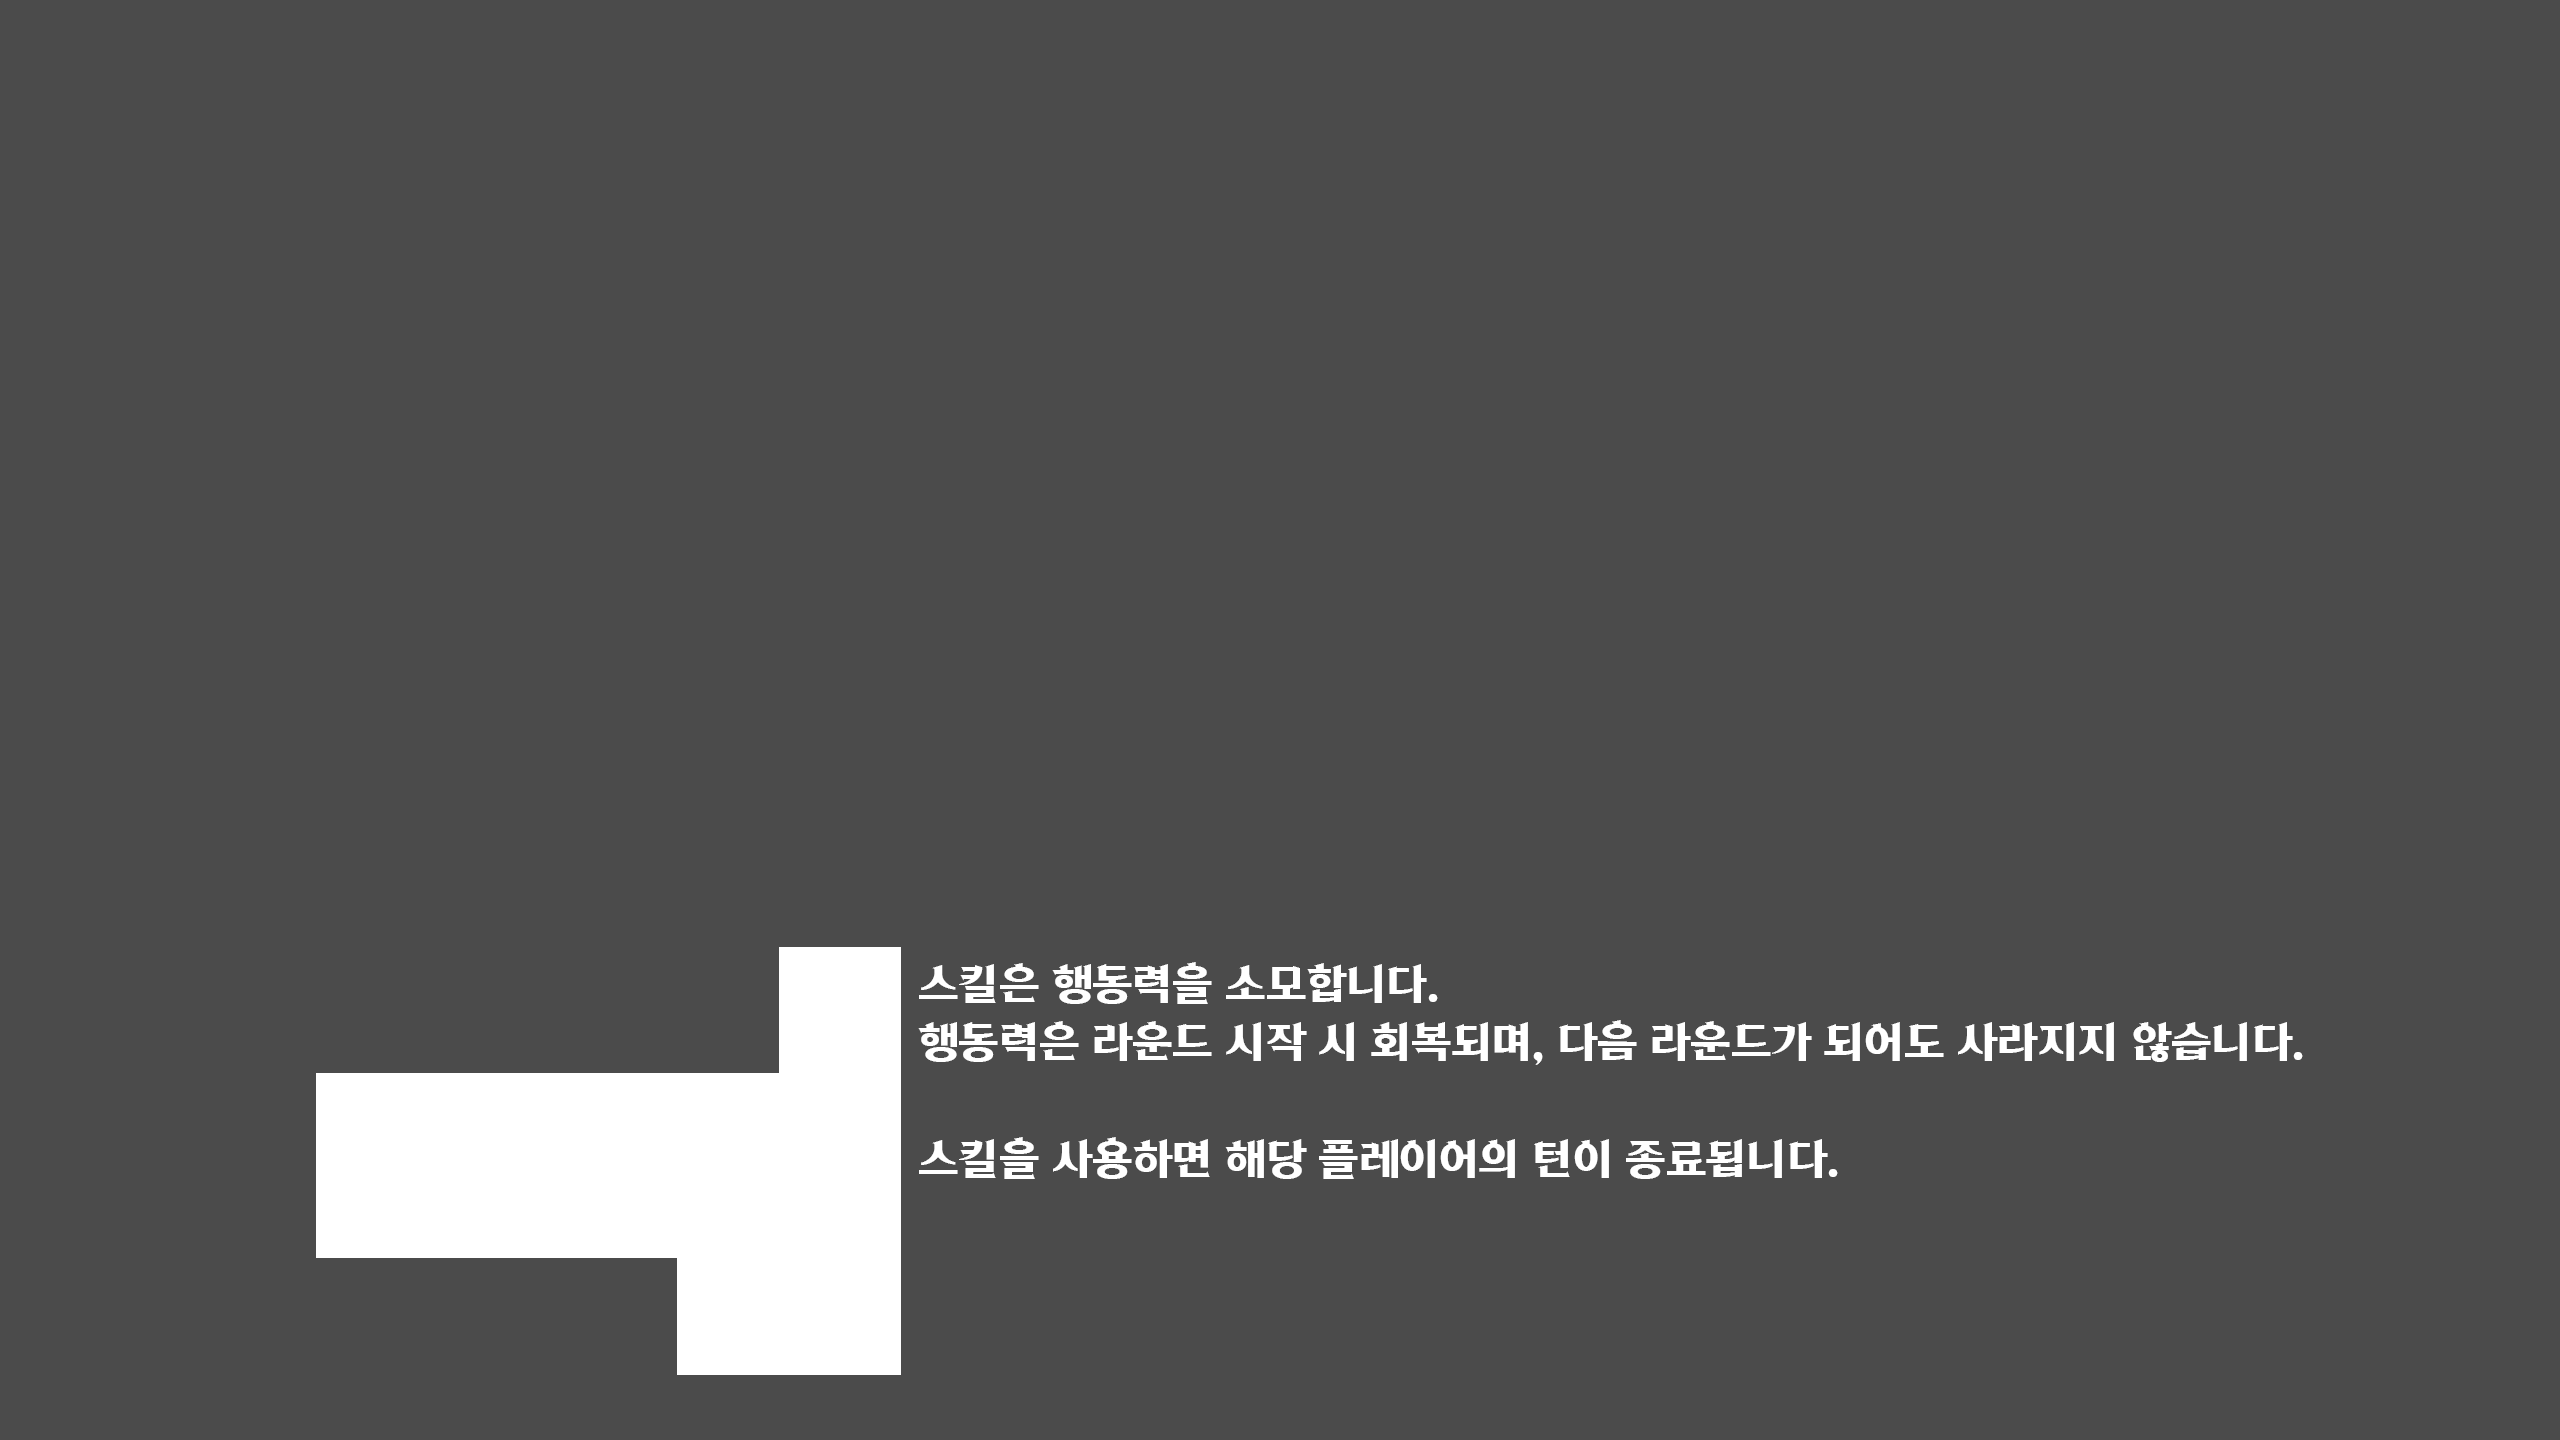 스킬은 행동력을 소모합니다.
행동력은 라운드 시작 시 회복되며, 다음 라운드가 되어도 사라지지 않습니다.
스킬을 사용하면 해당 플레이어의 턴이 종료됩니다.